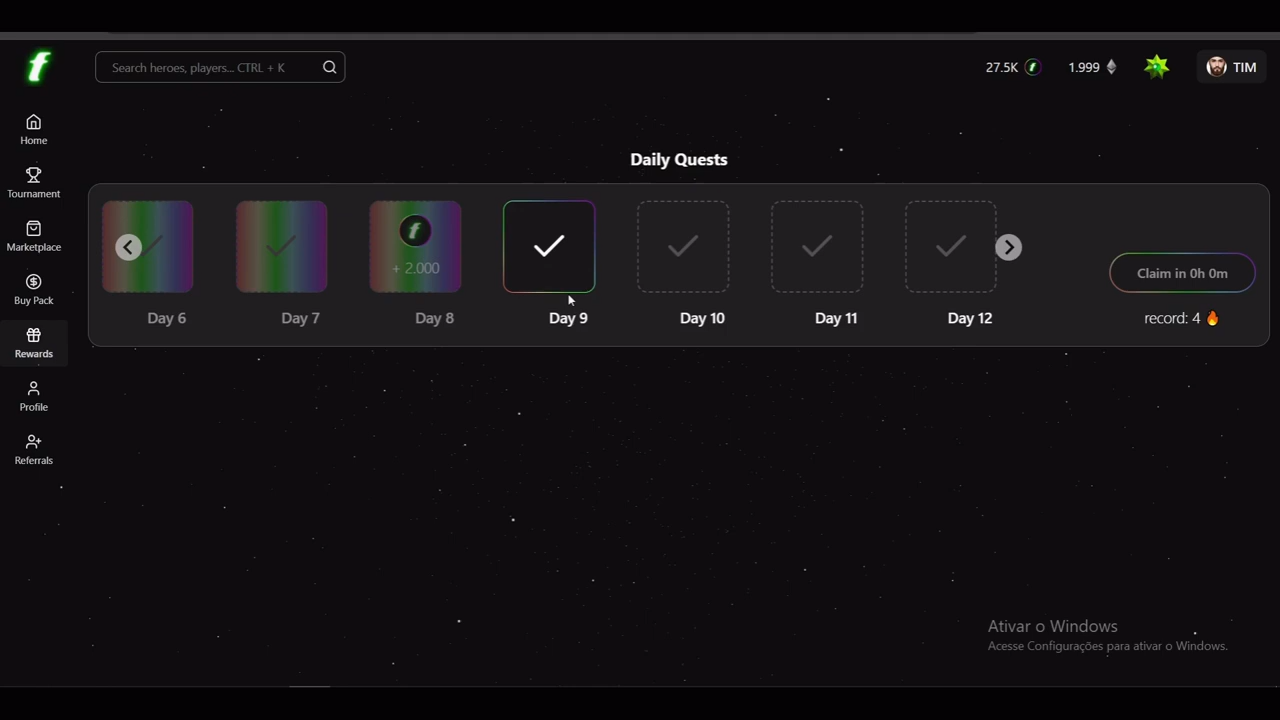 f
Search heroes, players... CTRL + K
27.5K
1.999
TIM
Home
Tournament
Marketplace
Buy Pack
Rewards
Profile
Referrals
Daily Quests
f
+ 2.000
Day 6
Day 7
Day 8
Day 9
Day 10
Day 11
Day 12
Claim in 0h 0m
record: 4 🔥
Ativar o Windows
Acesse Configurações para ativar o Windows.